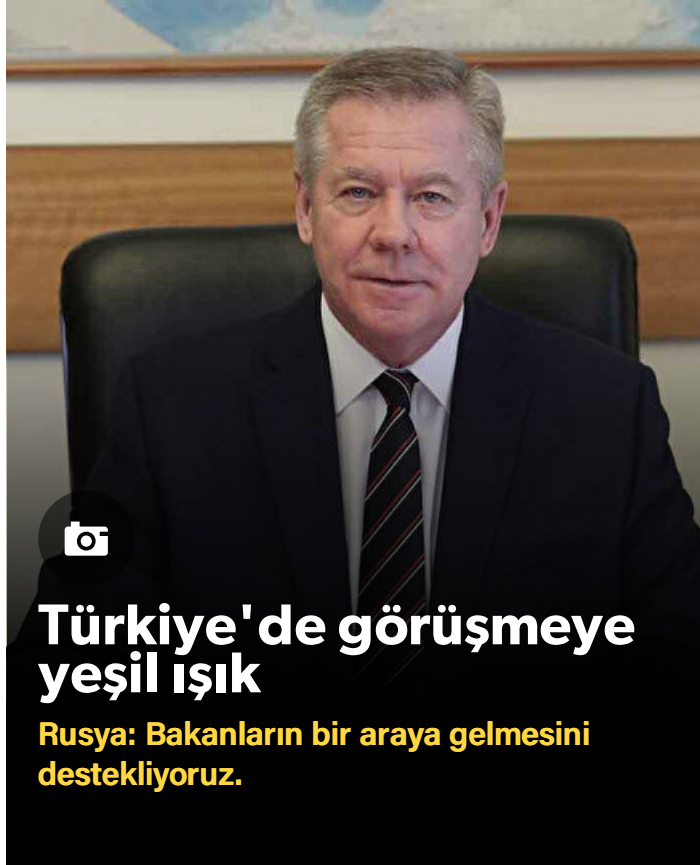 Türkiye'de görüşmeye
yeşil ışık
Rusya: Bakanların bir araya gelmesini
destekliyoruz.